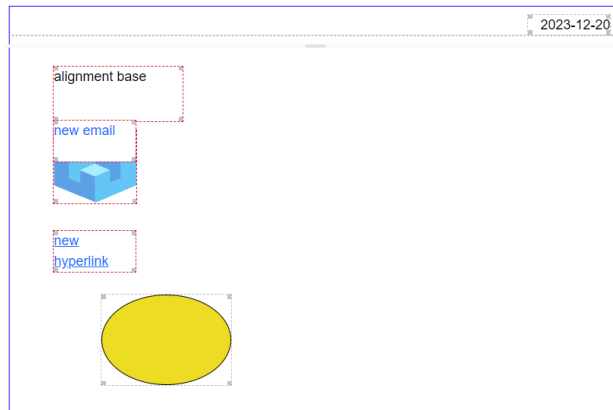 2023-12-20
alignment base
new email
new
hyperlink